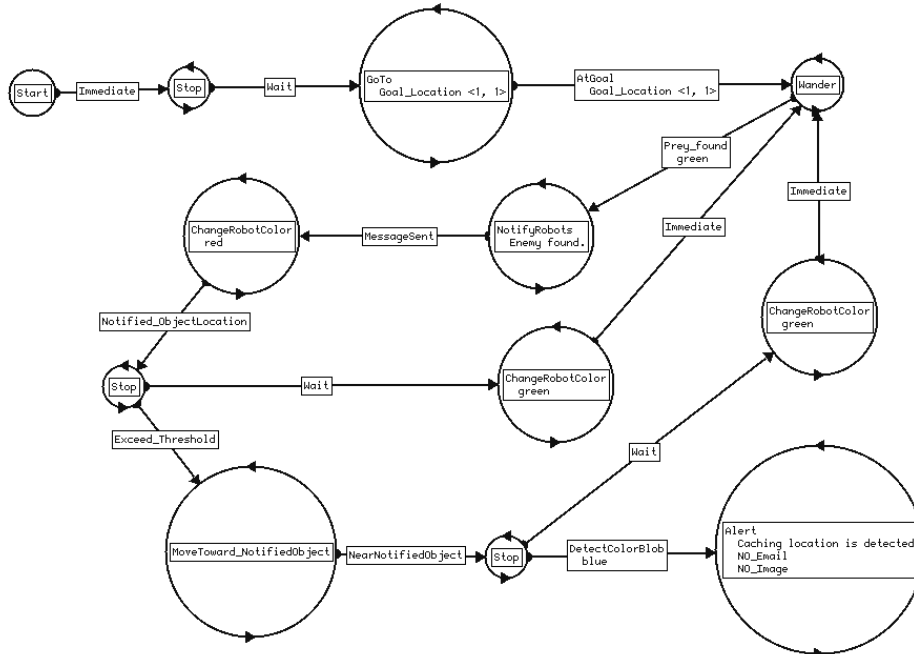 Start
Immediate
Stop
Wait
GoTo
Goal_Location <1, 1>
AtGoal
Goal_Location <1, 1>
Wander
Prey_found
green
Immediate
Immediate
ChangeRobotColor
red
MessageSent
NotifyRobots
Enemy found.
Notified_ObjectLocation
ChangeRobotColor
green
Stop
Wait
ChangeRobotColor
green
Exceed_Threshold
Wait
MoveToward_NotifiedObject
NearNotifiedObject
Stop
DetectColorBlob
blue
Alert
Caching location is detected
NO_Email
NO_Image